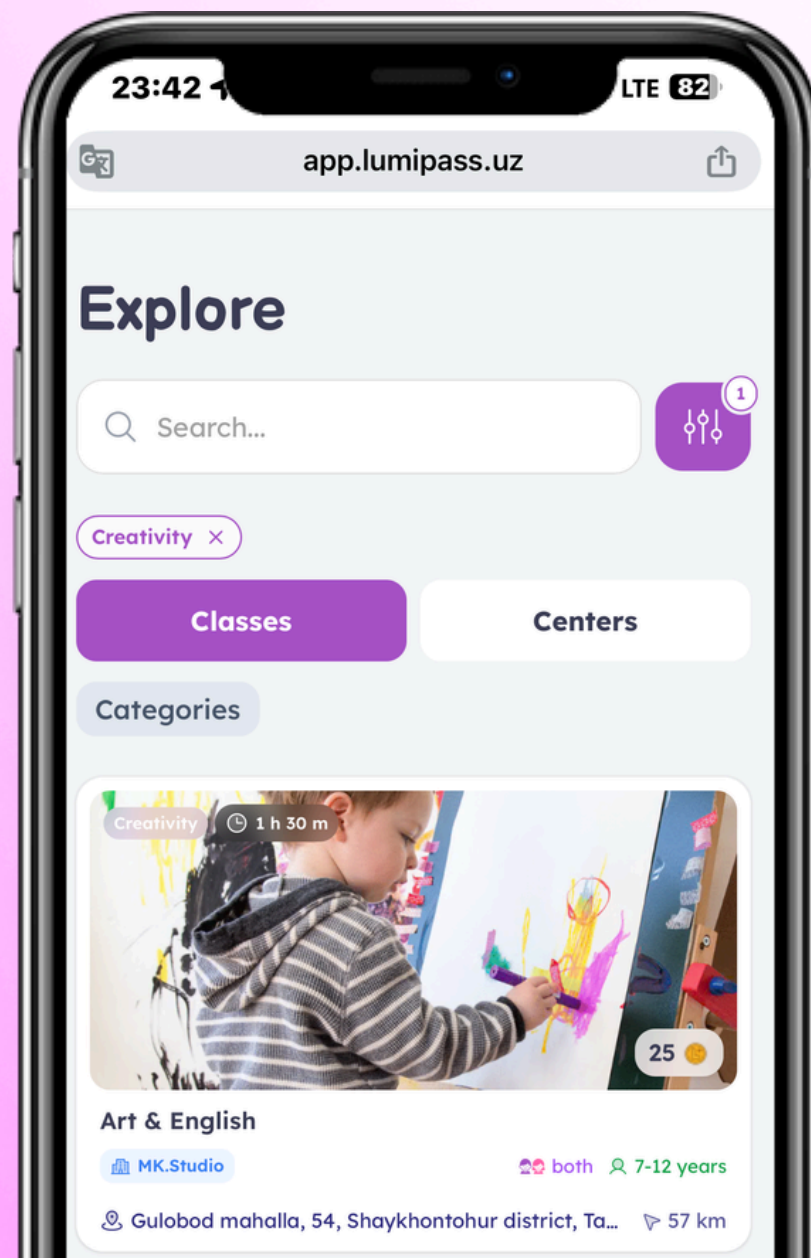 23:42
LTE 82
app.lumipass.uz
Explore
Search...
1
Creativity ×
Classes
Centers
Categories
Creativity
1 h 30 m
25
Art & English
MK.Studio
both
7-12 years
Gulobod mahalla, 54, Shaykhontohur district, Ta...
57 km